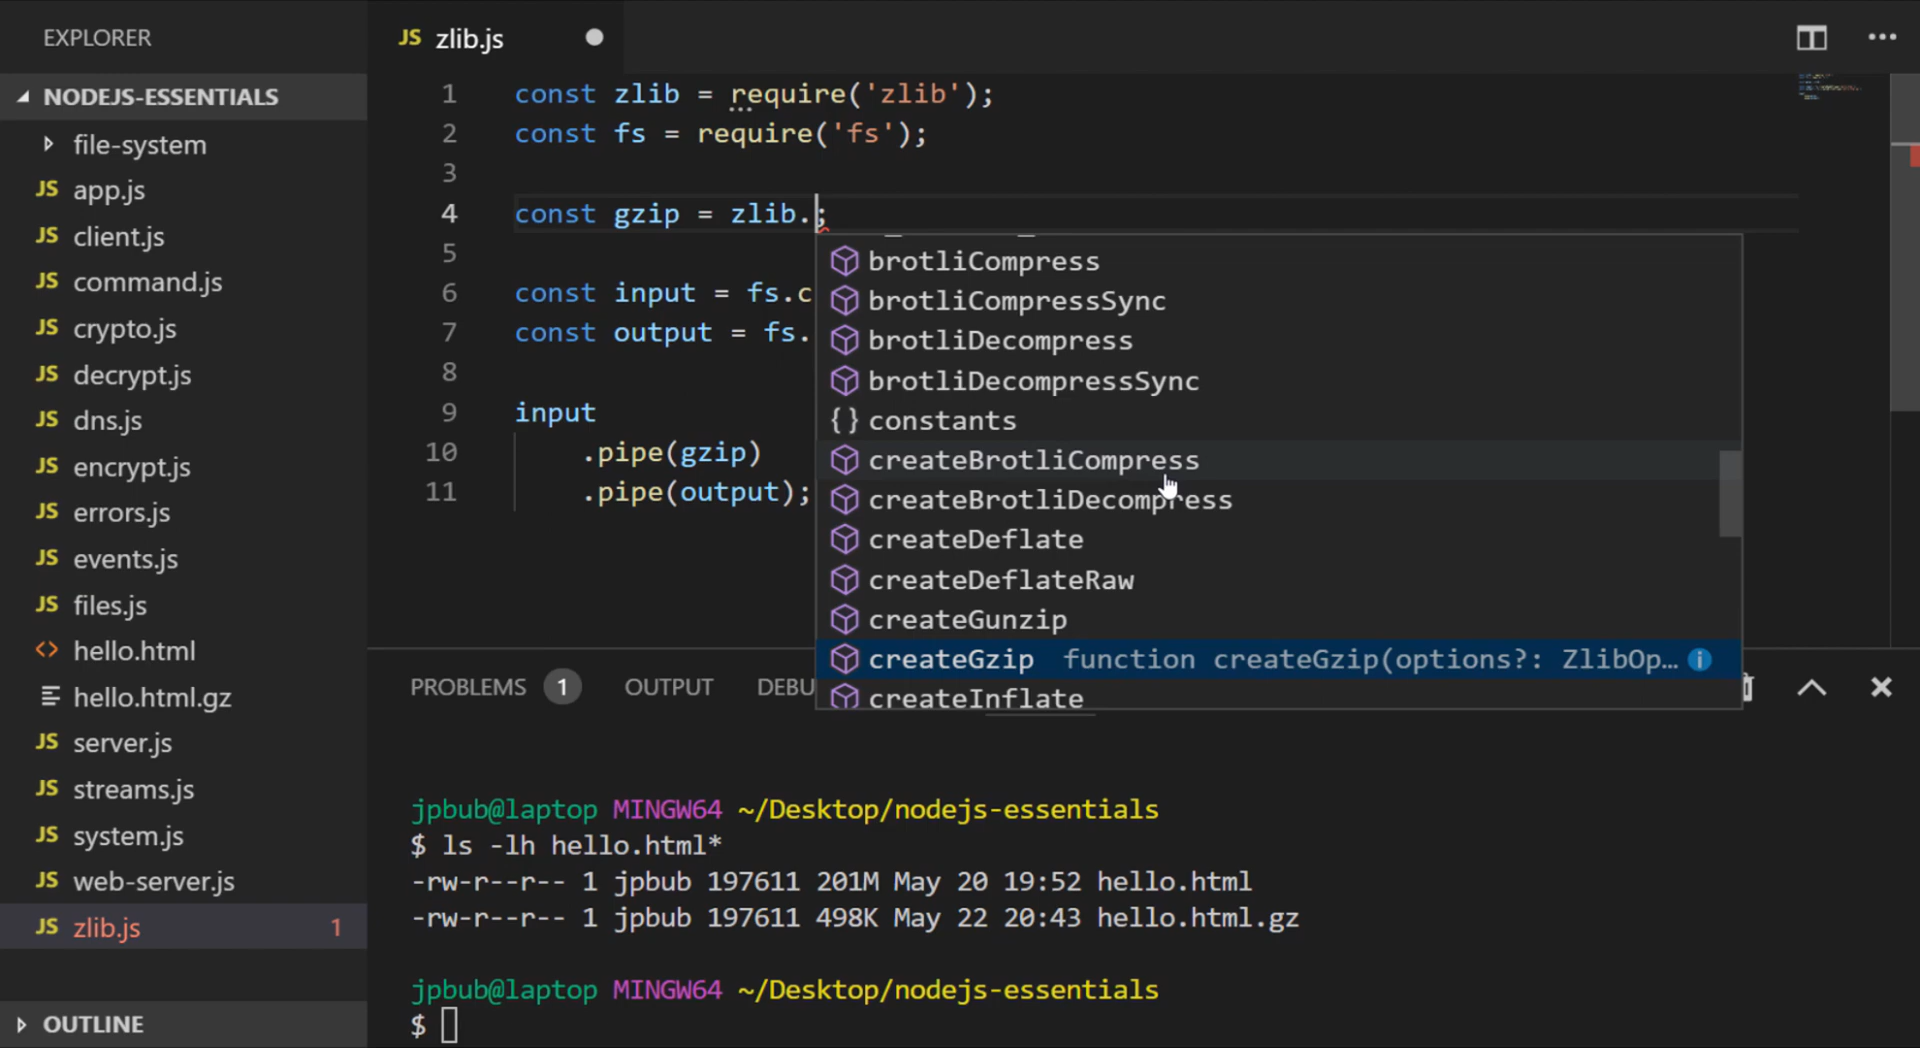 EXPLORER
NODEJS-ESSENTIALS
file-system
JS app.js
JS client.js
JS command.js
JS crypto.js
JS decrypt.js
JS dns.js
JS encrypt.js
JS errors.js
JS events.js
JS files.js
<> hello.html
hello.html.gz
JS server.js
JS streams.js
JS system.js
JS web-server.js
JS zlib.js 1
OUTLINE
JS zlib.js
1 const zlib = require('zlib');
2 const fs = require('fs');
3
4 const gzip = zlib.;
5
6 const input = fs.c
7 const output = fs.
8
9 input
10 .pipe(gzip)
11 .pipe(output);
brotliCompress
brotliCompressSync
brotliDecompress
brotliDecompressSync
{} constants
createBrotliCompress
createBrotliDecompress
createDeflate
createDeflateRaw
createGunzip
createGzip function createGzip(options?: ZlibOp…
createInflate
PROBLEMS 1 OUTPUT DEBU
jpbub@laptop MINGW64 ~/Desktop/nodejs-essentials
$ ls -lh hello.html*
-rw-r--r-- 1 jpbub 197611 201M May 20 19:52 hello.html
-rw-r--r-- 1 jpbub 197611 498K May 22 20:43 hello.html.gz
jpbub@laptop MINGW64 ~/Desktop/nodejs-essentials
$